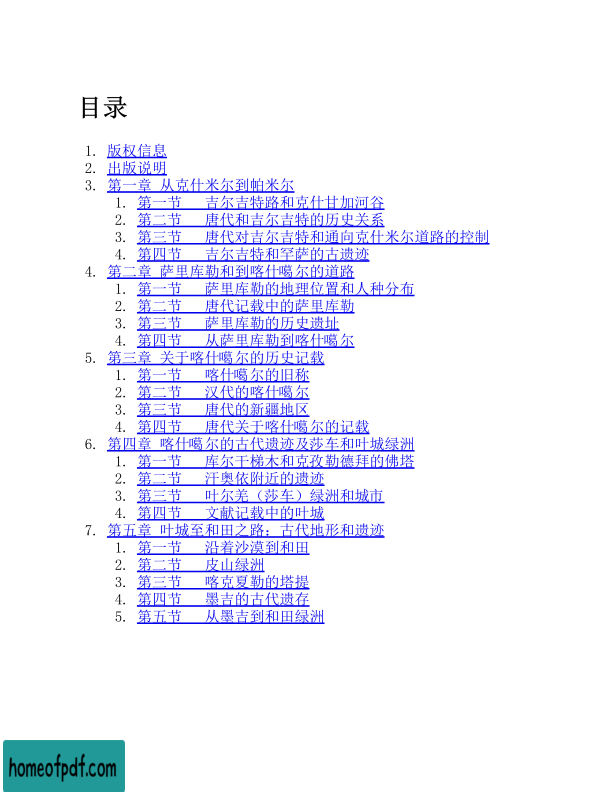 目录
1. 版权信息
2. 出版说明
3. 第一章 从克什米尔到帕米尔
1. 第一节 吉尔吉特路和克什甘加河谷
2. 第二节 唐代和吉尔吉特的历史关系
3. 第三节 唐代对吉尔吉特和通向克什米尔道路的控制
4. 第四节 吉尔吉特和罕萨的古遗迹
4. 第二章 萨里库勒和到喀什噶尔的道路
1. 第一节 萨里库勒的地理位置和人种分布
2. 第二节 唐代记载中的萨里库勒
3. 第三节 萨里库勒的历史遗址
4. 第四节 从萨里库勒到喀什噶尔
5. 第三章 关于喀什噶尔的历史记载
1. 第一节 喀什噶尔的旧称
2. 第二节 汉代的喀什噶尔
3. 第三节 唐代的新疆地区
4. 第四节 唐代关于喀什噶尔的记载
6. 第四章 喀什噶尔的古代遗迹及莎车和叶城绿洲
1. 第一节 库尔干梯木和克孜勒德拜的佛塔
2. 第二节 汗奥依附近的遗迹
3. 第三节 叶尔羌（莎车）绿洲和城市
4. 第四节 文献记载中的叶城
7. 第五章 叶城至和田之路：古代地形和遗迹
1. 第一节 沿着沙漠到和田
2. 第二节 皮山绿洲
3. 第三节 喀克夏勒的塔提
4. 第四节 墨吉的古代遗存
5. 第五节 从墨吉到和田绿洲
homeofpdf.com